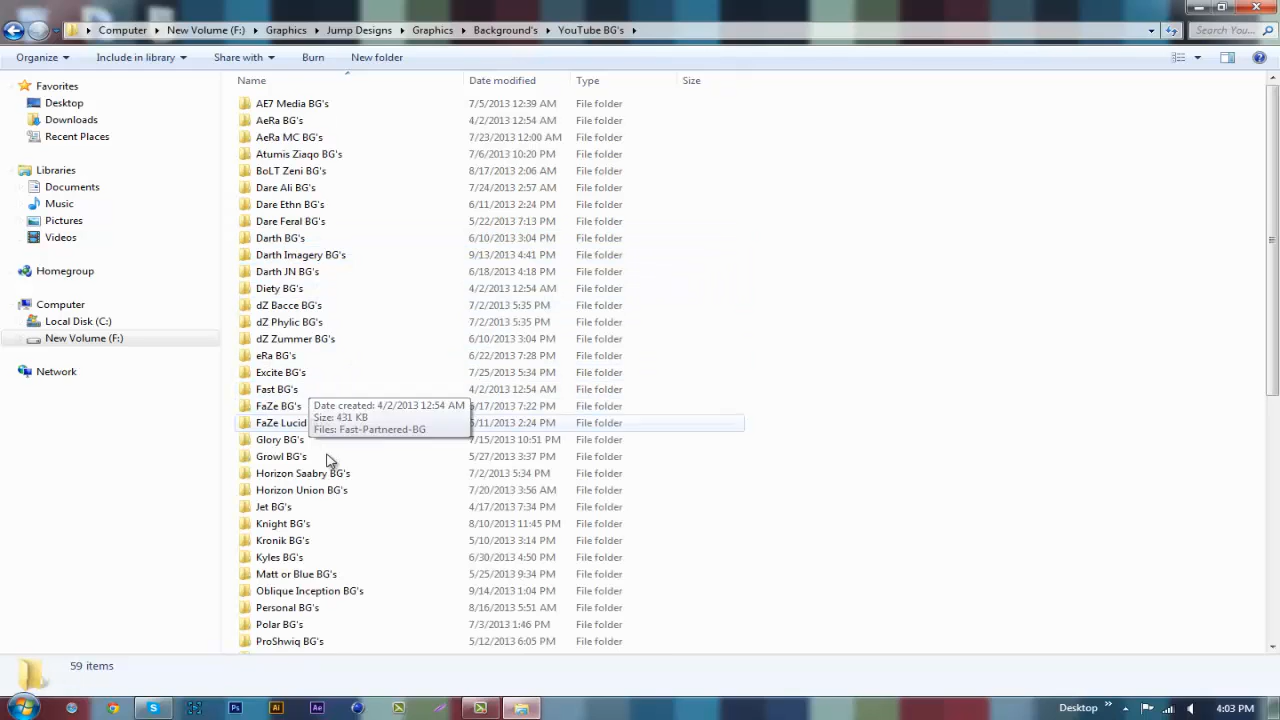 Computer ▸ New Volume (F:) ▸ Graphics ▸ Jump Designs ▸ Graphics ▸ Background's ▸ YouTube BG's ▸ Search You...
Organize Include in library Share with Burn New folder
Name Date modified Type Size
Favorites
Desktop
Downloads
Recent Places
Libraries
Documents
Music
Pictures
Videos
Homegroup
Computer
Local Disk (C:)
New Volume (F:)
Network
AE7 Media BG's 7/5/2013 12:39 AM File folder
AeRa BG's 4/2/2013 12:54 AM File folder
AeRa MC BG's 7/23/2013 12:00 AM File folder
Atumis Ziaqo BG's 7/6/2013 10:20 PM File folder
BoLT Zeni BG's 8/17/2013 2:06 AM File folder
Dare Ali BG's 7/24/2013 2:57 AM File folder
Dare Ethn BG's 6/11/2013 2:24 PM File folder
Dare Feral BG's 5/22/2013 7:13 PM File folder
Darth BG's 6/10/2013 3:04 PM File folder
Darth Imagery BG's 9/13/2013 4:41 PM File folder
Darth JN BG's 6/18/2013 4:18 PM File folder
Diety BG's 4/2/2013 12:54 AM File folder
dZ Bacce BG's 7/2/2013 5:35 PM File folder
dZ Phylic BG's 7/2/2013 5:35 PM File folder
dZ Zummer BG's 6/10/2013 3:04 PM File folder
eRa BG's 6/22/2013 7:28 PM File folder
Excite BG's 7/25/2013 5:34 PM File folder
Fast BG's 4/2/2013 12:54 AM File folder
FaZe BG's 6/17/2013 7:22 PM File folder
FaZe Lucid 6/11/2013 2:24 PM File folder
Date created: 4/2/2013 12:54 AM
Size: 431 KB
Files: Fast-Partnered-BG
Glory BG's 7/15/2013 10:51 PM File folder
Growl BG's 5/27/2013 3:37 PM File folder
Horizon Saabry BG's 7/2/2013 5:34 PM File folder
Horizon Union BG's 7/20/2013 3:56 AM File folder
Jet BG's 4/17/2013 7:34 PM File folder
Knight BG's 8/10/2013 11:45 PM File folder
Kronik BG's 5/10/2013 3:14 PM File folder
Kyles BG's 6/30/2013 4:50 PM File folder
Matt or Blue BG's 5/25/2013 9:34 PM File folder
Oblique Inception BG's 9/14/2013 1:04 PM File folder
Personal BG's 8/16/2013 5:51 AM File folder
Polar BG's 7/3/2013 1:46 PM File folder
ProShwiq BG's 5/12/2013 6:05 PM File folder
59 items
Ps Ai Ae Desktop 4:03 PM